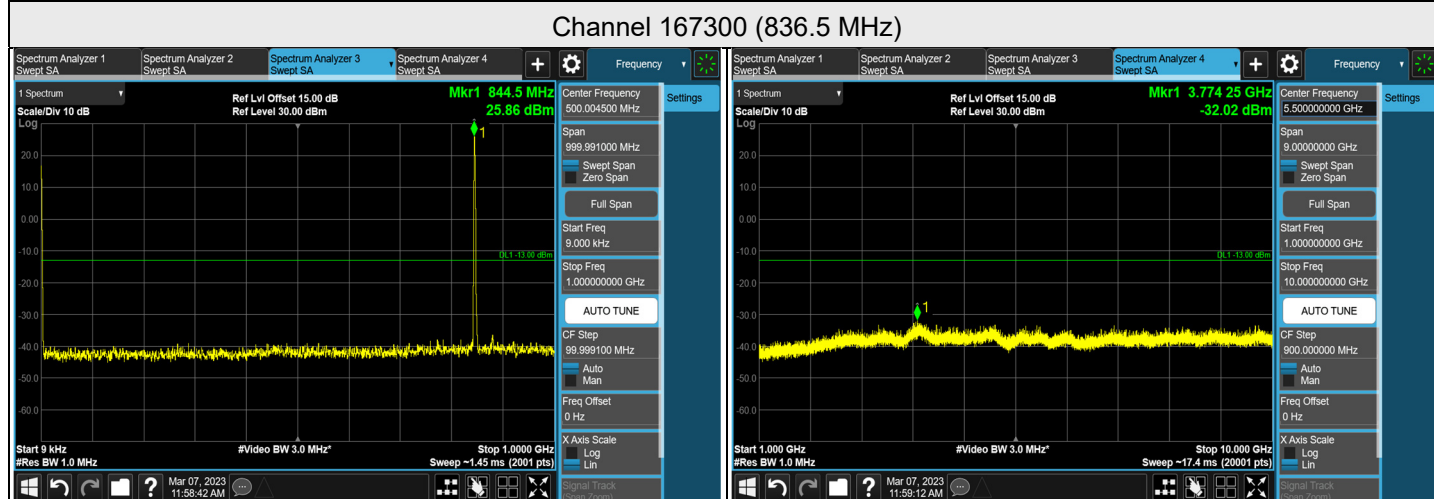 Channel 167300 (836.5 MHz)
Spectrum Analyzer 1
Swept SA
Spectrum Analyzer 2
Swept SA
Spectrum Analyzer 3
Swept SA
Spectrum Analyzer 4
Swept SA
+
Frequency
1 Spectrum
Scale/Div 10 dB
Log
Ref Lvl Offset 15.00 dB
Ref Level 30.00 dBm
Mkr1 844.5 MHz
25.86 dBm
1
20.0
10.0
0.00
-10.0
-20.0
-30.0
-40.0
-50.0
-60.0
DL1 -13.00 dBm
Start 9 kHz
#Res BW 1.0 MHz
#Video BW 3.0 MHz*
Stop 1.0000 GHz
Sweep ~1.45 ms (2001 pts)
Center Frequency
500.004500 MHz
Settings
Span
999.991000 MHz
Swept Span
Zero Span
Full Span
Start Freq
9.000 kHz
Stop Freq
1.000000000 GHz
AUTO TUNE
CF Step
99.999100 MHz
Auto
Man
Freq Offset
0 Hz
X Axis Scale
Log
Lin
Signal Track
(Span Zoom)
?
Mar 07, 2023
11:58:42 AM
Spectrum Analyzer 1
Swept SA
Spectrum Analyzer 2
Swept SA
Spectrum Analyzer 3
Swept SA
Spectrum Analyzer 4
Swept SA
+
Frequency
1 Spectrum
Scale/Div 10 dB
Log
Ref Lvl Offset 15.00 dB
Ref Level 30.00 dBm
Mkr1 3.774 25 GHz
-32.02 dBm
1
20.0
10.0
0.00
-10.0
-20.0
-30.0
-40.0
-50.0
-60.0
DL1 -13.00 dBm
Start 1.000 GHz
#Res BW 1.0 MHz
#Video BW 3.0 MHz*
Stop 10.000 GHz
Sweep ~17.4 ms (20001 pts)
Center Frequency
5.500000000 GHz
Settings
Span
9.00000000 GHz
Swept Span
Zero Span
Full Span
Start Freq
1.000000000 GHz
Stop Freq
10.000000000 GHz
AUTO TUNE
CF Step
900.000000 MHz
Auto
Man
Freq Offset
0 Hz
X Axis Scale
Log
Lin
Signal Track
(Span Zoom)
?
Mar 07, 2023
11:59:12 AM